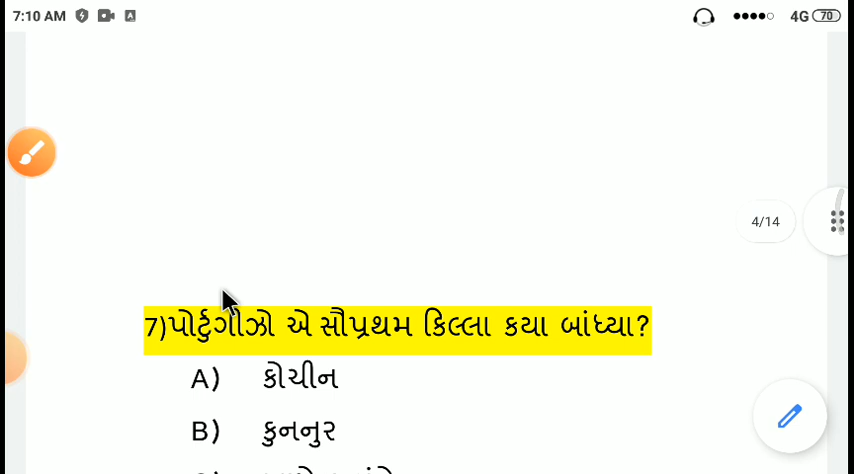 7:10 AM 4G 70
4/14
7)પોર્ટુગીઝો એ સૌપ્રથમ કિલ્લા કયા બાંધ્યા?
A) કોચીન
B) કુનનુર